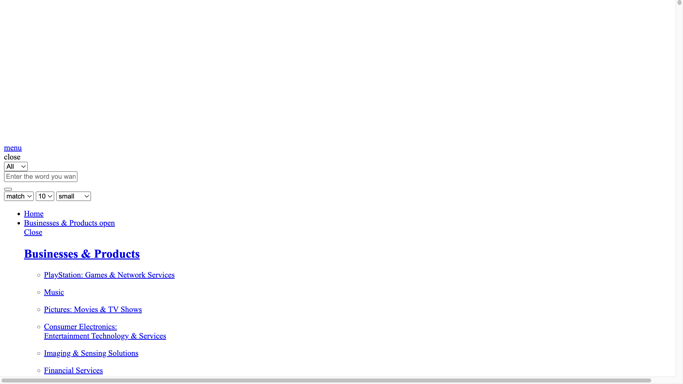 menu
close
All
Enter the word you wan
match 10 small
Home
Businesses & Products open
Close
Businesses & Products
PlayStation: Games & Network Services
Music
Pictures: Movies & TV Shows
Consumer Electronics:
Entertainment Technology & Services
Imaging & Sensing Solutions
Financial Services